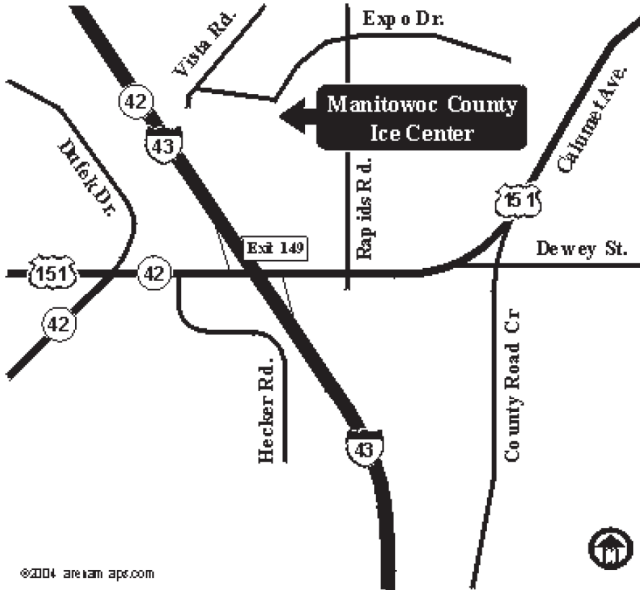 Expo Dr.
Vista Rd.
42
43
Manitowoc County
Ice Center
Calumet Ave.
Dufek Dr.
Rapids Rd.
151
Exit 149
Dewey St.
151
42
42
Hecker Rd.
County Road Cr
43
©2004 arenamaps.com